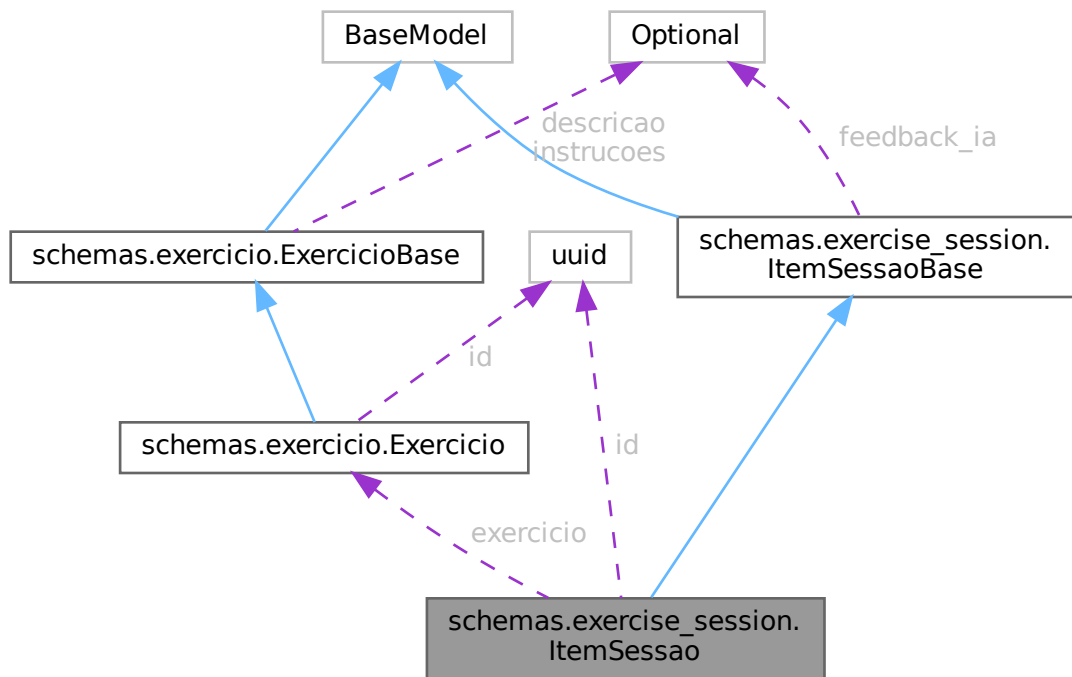 BaseModel
Optional
descricao
instrucoes
feedback_ia
schemas.exercicio.ExercicioBase
uuid
schemas.exercise_session.
ItemSessaoBase
id
schemas.exercicio.Exercicio
id
exercicio
schemas.exercise_session.
ItemSessao